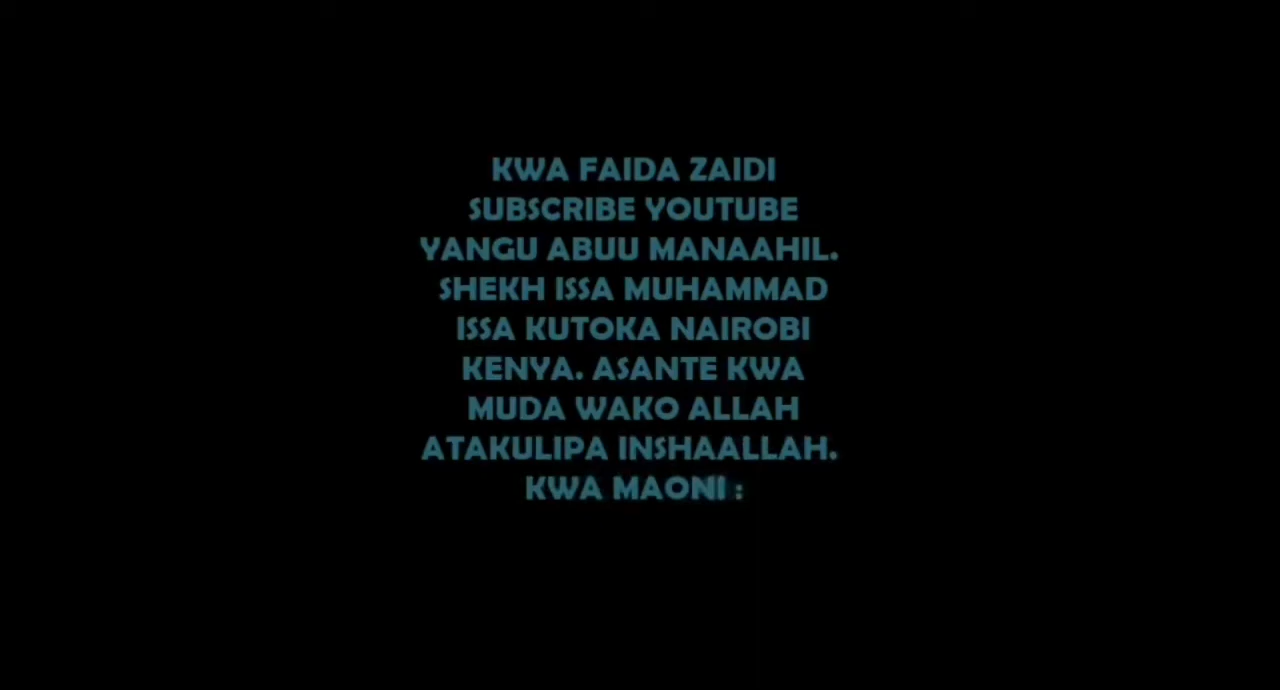 KWA FAIDA ZAIDI
SUBSCRIBE YOUTUBE
YANGU ABUU MANAAHIL.
SHEKH ISSA MUHAMMAD
ISSA KUTOKA NAIROBI
KENYA. ASANTE KWA
MUDA WAKO ALLAH
ATAKULIPA INSHAALLAH.
KWA MAONI :